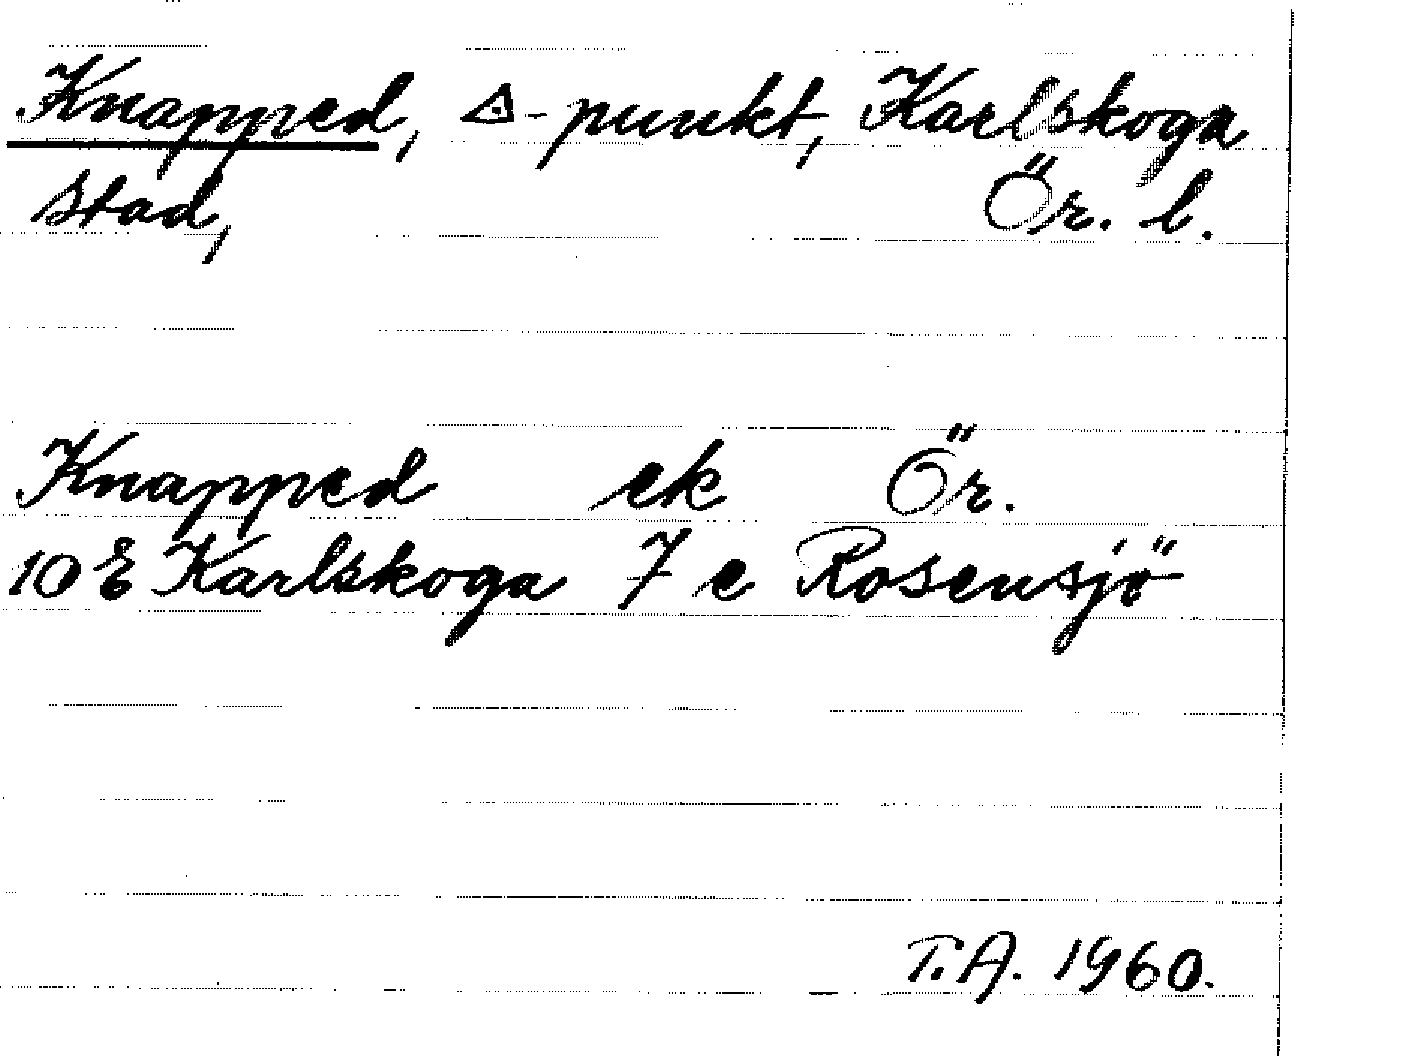 Knapped, △-punkt, Karlskoga
stad, Ör. l.
Knapped ek Ör.
10 E Karlskoga 7 e Rosensjö
T.A. 1960.